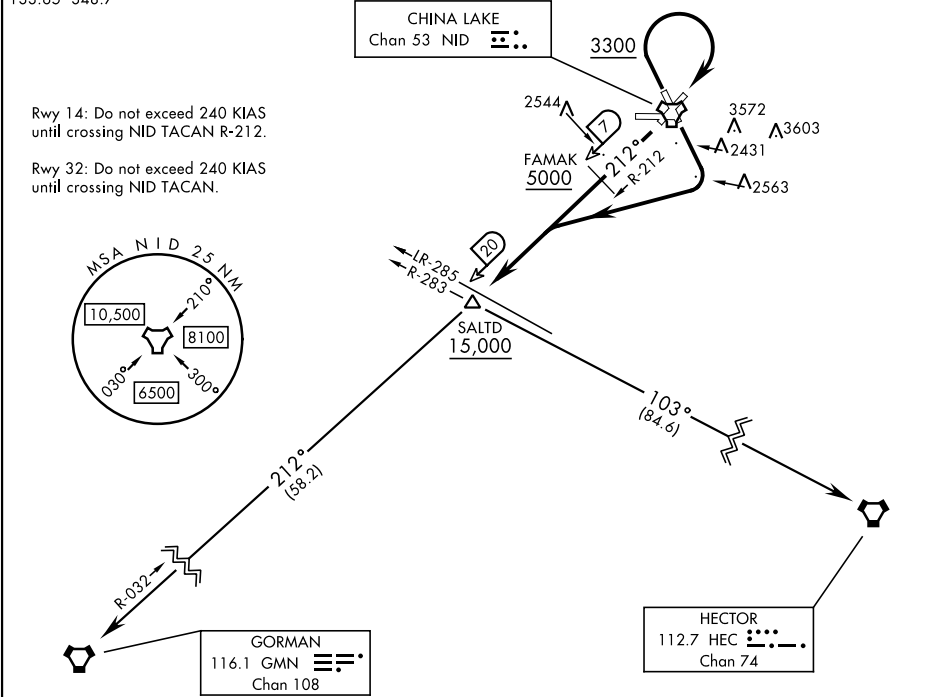 CHINA LAKE
Chan 53 NID
3300
Rwy 14: Do not exceed 240 KIAS
until crossing NID TACAN R-212.
Rwy 32: Do not exceed 240 KIAS
until crossing NID TACAN.
2544
7
3572
3603
2431
2563
FAMAK
5000
212°
R-212
20
LR-285
R-283
SALTD
15,000
MSA NID 25 NM
210°
10,500
8100
030°
6500
300°
103°
(84.6)
212°
(58.2)
R-032
GORMAN
116.1 GMN
Chan 108
HECTOR
112.7 HEC
Chan 74